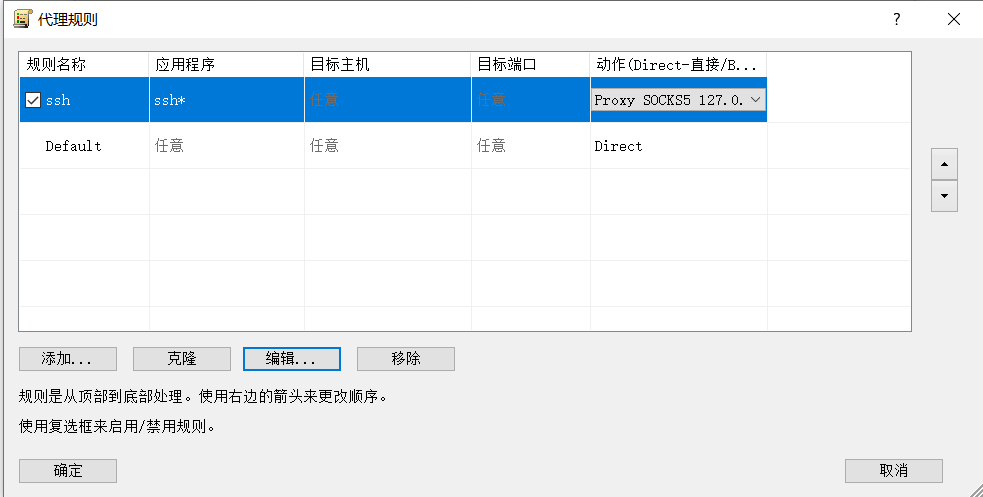 代理规则
?
规则名称 应用程序 目标主机 目标端口 动作(Direct-直接/B...
ssh ssh* 任意 任意 Proxy SOCKS5 127.0.
Default 任意 任意 任意 Direct
添加... 克隆 编辑... 移除
规则是从顶部到底部处理。使用右边的箭头来更改顺序。
使用复选框来启用/禁用规则。
确定 取消